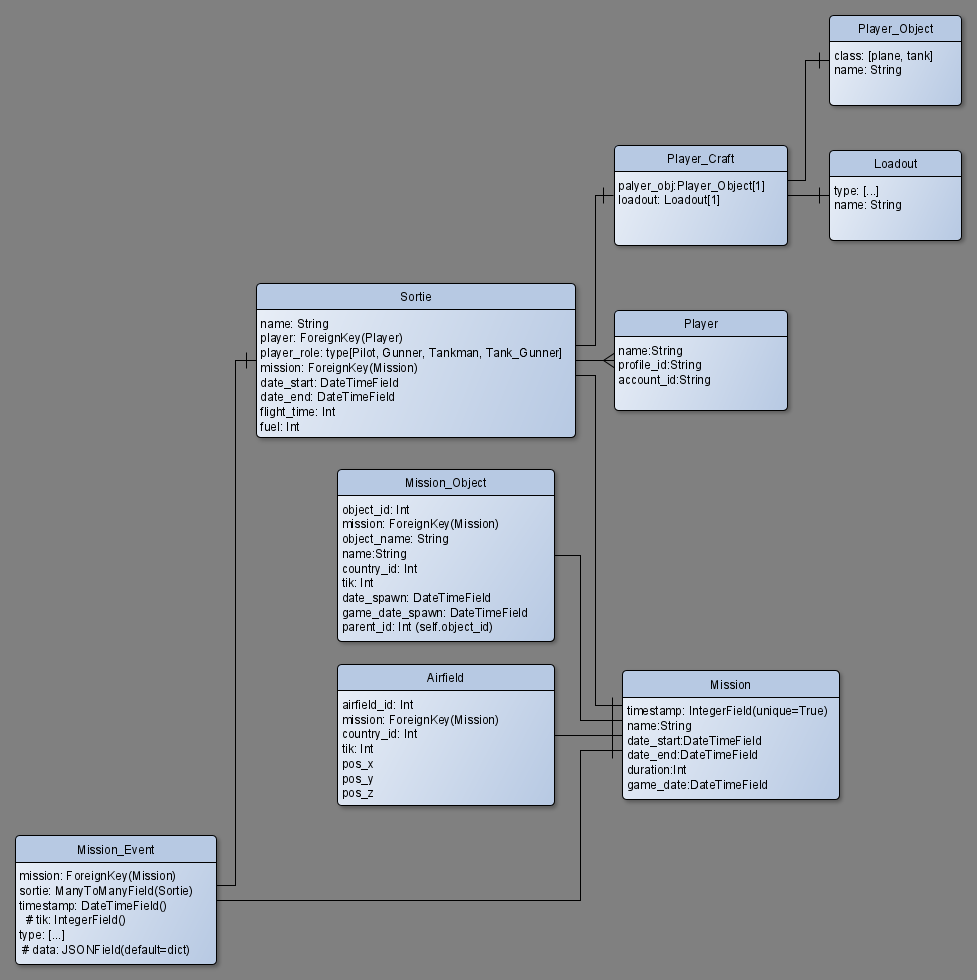 Player_Object
class: [plane, tank]
name: String
Player_Craft
palyer_obj:Player_Object[1]
loadout: Loadout[1]
Loadout
type: [...]
name: String
Sortie
name: String
player: ForeignKey(Player)
player_role: type[Pilot, Gunner, Tankman, Tank_Gunner]
mission: ForeignKey(Mission)
date_start: DateTimeField
date_end: DateTimeField
flight_time: Int
fuel: Int
Player
name:String
profile_id:String
account_id:String
Mission_Object
object_id: Int
mission: ForeignKey(Mission)
object_name: String
name:String
country_id: Int
tik: Int
date_spawn: DateTimeField
game_date_spawn: DateTimeField
parent_id: Int (self.object_id)
Airfield
airfield_id: Int
mission: ForeignKey(Mission)
country_id: Int
tik: Int
pos_x
pos_y
pos_z
Mission
timestamp: IntegerField(unique=True)
name:String
date_start:DateTimeField
date_end:DateTimeField
duration:Int
game_date:DateTimeField
Mission_Event
mission: ForeignKey(Mission)
sortie: ManyToManyField(Sortie)
timestamp: DateTimeField()
# tik: IntegerField()
type: [...]
# data: JSONField(default=dict)